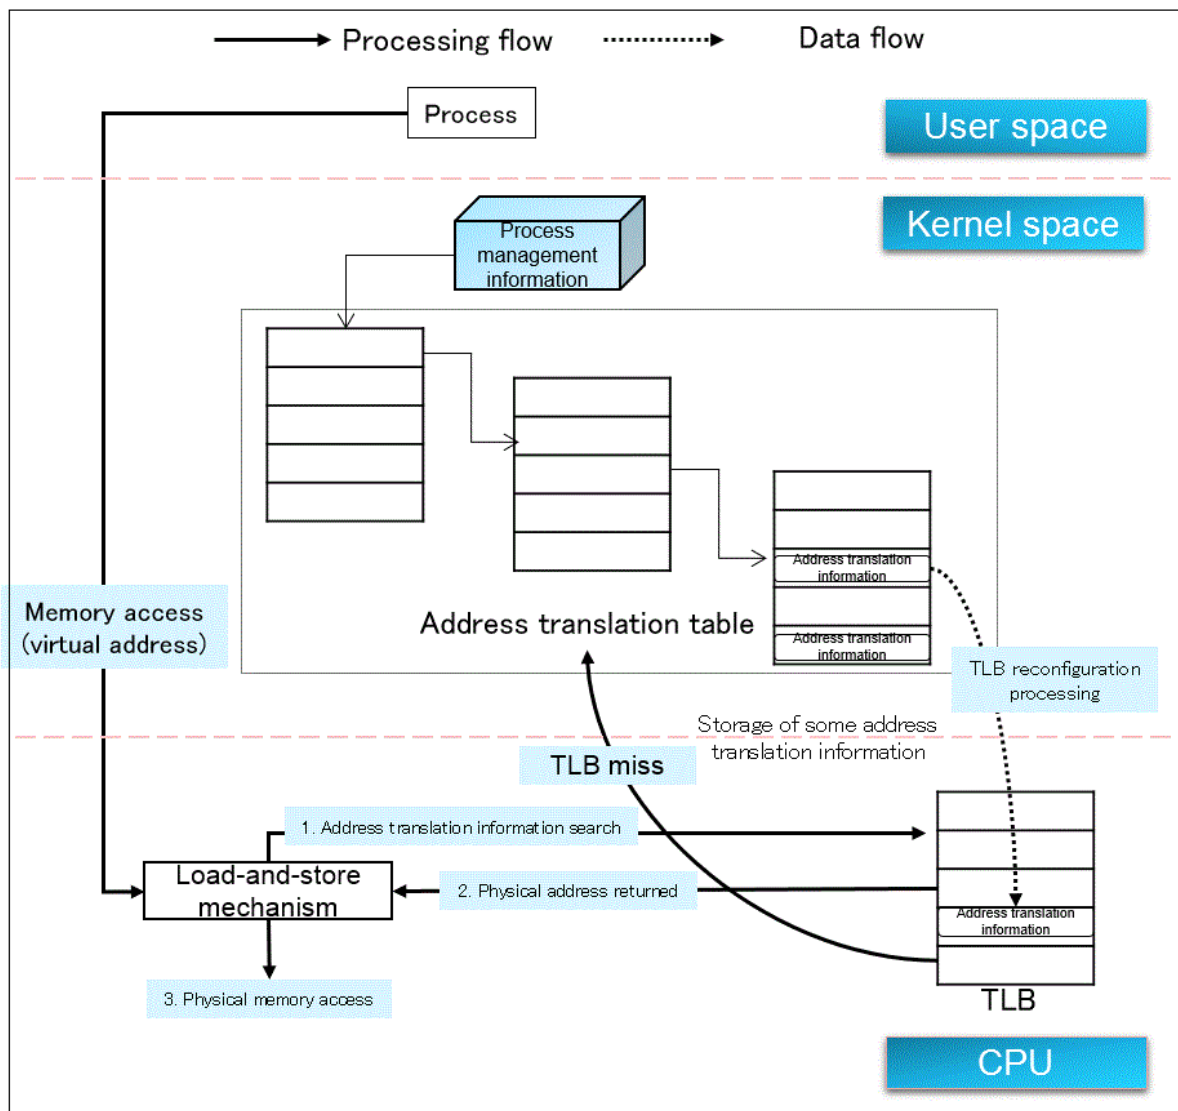 Processing flow
Data flow
Process
User space
Kernel space
Process
management
information
Address translation
information
Memory access
(virtual address)
Address translation table
Address translation
information
TLB reconfiguration
processing
Storage of some address
translation information
TLB miss
1. Address translation information search
Load-and-store
mechanism
2. Physical address returned
Address translation
information
3. Physical memory access
TLB
CPU